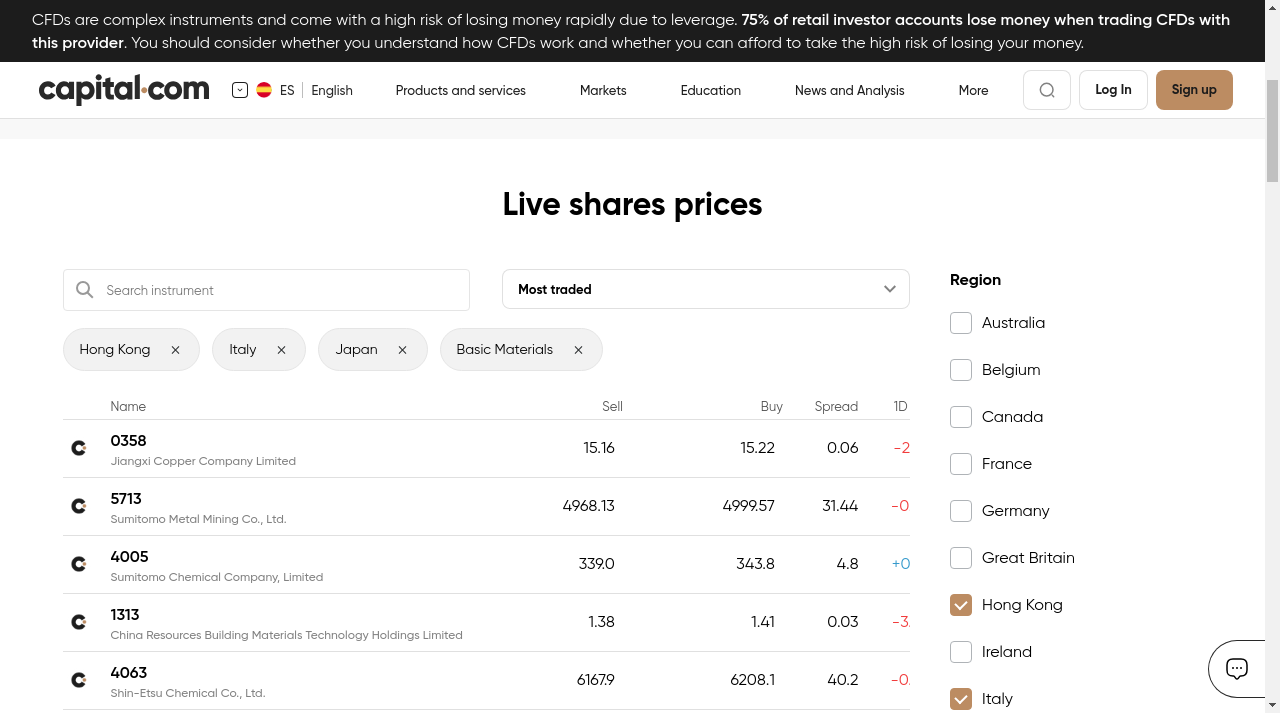 CFDs are complex instruments and come with a high risk of losing money rapidly due to leverage. 75% of retail investor accounts lose money when trading CFDs with
this provider. You should consider whether you understand how CFDs work and whether you can afford to take the high risk of losing your money.
capital.com ES English Products and services Markets Education News and Analysis More Log In Sign up
Live shares prices
Search instrument
Most traded
Hong Kong Italy Japan Basic Materials
Name Sell Buy Spread 1D
0358 15.16 15.22 0.06 -2
Jiangxi Copper Company Limited
5713 4968.13 4999.57 31.44 -0
Sumitomo Metal Mining Co., Ltd.
4005 339.0 343.8 4.8 +0
Sumitomo Chemical Company, Limited
1313 1.38 1.41 0.03 -3.
China Resources Building Materials Technology Holdings Limited
4063 6167.9 6208.1 40.2 -0.
Shin-Etsu Chemical Co., Ltd.
Region
Australia
Belgium
Canada
France
Germany
Great Britain
Hong Kong
Ireland
Italy